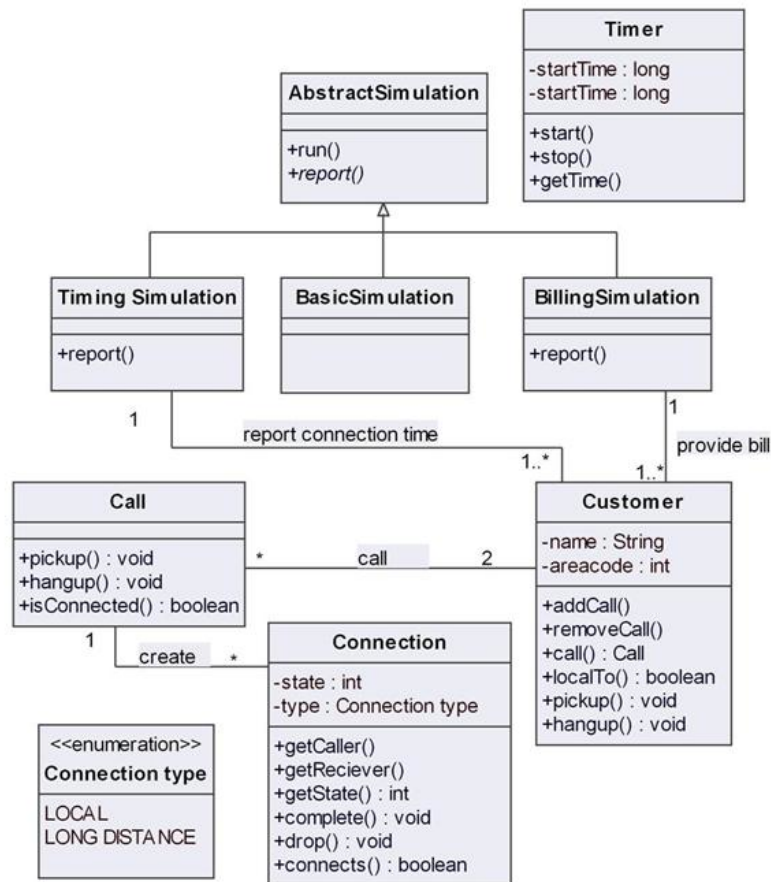 Timer
-startTime : long
-startTime : long
+start()
+stop()
+getTime()
AbstractSimulation
+run()
+report()
Timing Simulation
+report()
BasicSimulation
BillingSimulation
+report()
1
report connection time
1..*
1
provide bill
1..*
Call
+pickup() : void
+hangup() : void
+isConnected() : boolean
*
call
2
Customer
-name : String
-areacode : int
+addCall()
+removeCall()
+call() : Call
+localTo() : boolean
+pickup() : void
+hangup() : void
1
create
*
Connection
-state : int
-type : Connection type
+getCaller()
+getReciever()
+getState() : int
+complete() : void
+drop() : void
+connects() : boolean
<<enumeration>>
Connection type
LOCAL
LONG DISTANCE